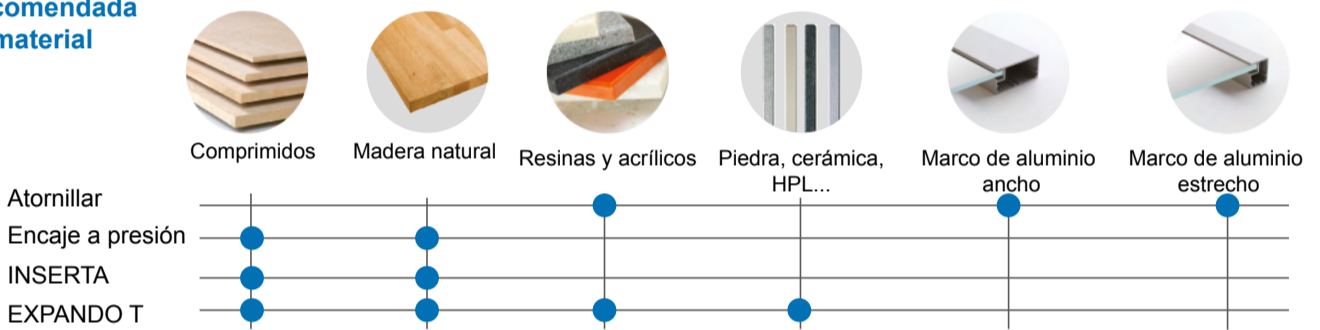 comendada
material
Comprimidos
Madera natural
Resinas y acrílicos
Piedra, cerámica,
HPL...
Marco de aluminio
ancho
Marco de aluminio
estrecho
Atornillar
Encaje a presión
INSERTA
EXPANDO T